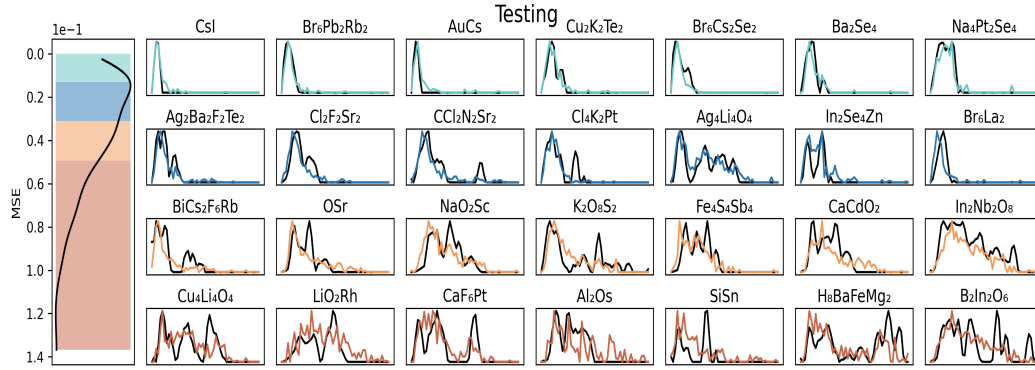 Testing
1e−1
CsI
Br₆Pb₂Rb₂
AuCs
Cu₂K₂Te₂
Br₆Cs₂Se₂
Ba₂Se₄
Na₄Pt₂Se₄
0.0
0.2
Ag₂Ba₂F₂Te₂
Cl₂F₂Sr₂
CCl₂N₂Sr₂
Cl₄K₂Pt
Ag₄Li₄O₄
In₂Se₄Zn
Br₆La₂
0.4
0.6
MSE
BiCs₂F₆Rb
OSr
NaO₂Sc
K₂O₈S₂
Fe₄S₄Sb₄
CaCdO₂
In₂Nb₂O₈
0.8
1.0
Cu₄Li₄O₄
LiO₂Rh
CaF₆Pt
Al₂Os
SiSn
H₈BaFeMg₂
B₂In₂O₆
1.2
1.4